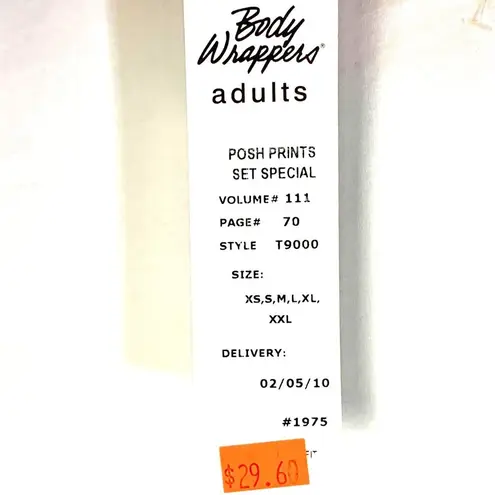 Body
Wrappers®
adults
POSH PRINTS
SET SPECIAL
VOLUME# 111
PAGE# 70
STYLE T9000
SIZE:
XS,S,M,L,XL,
XXL
DELIVERY:
02/05/10
#1975
$29.60